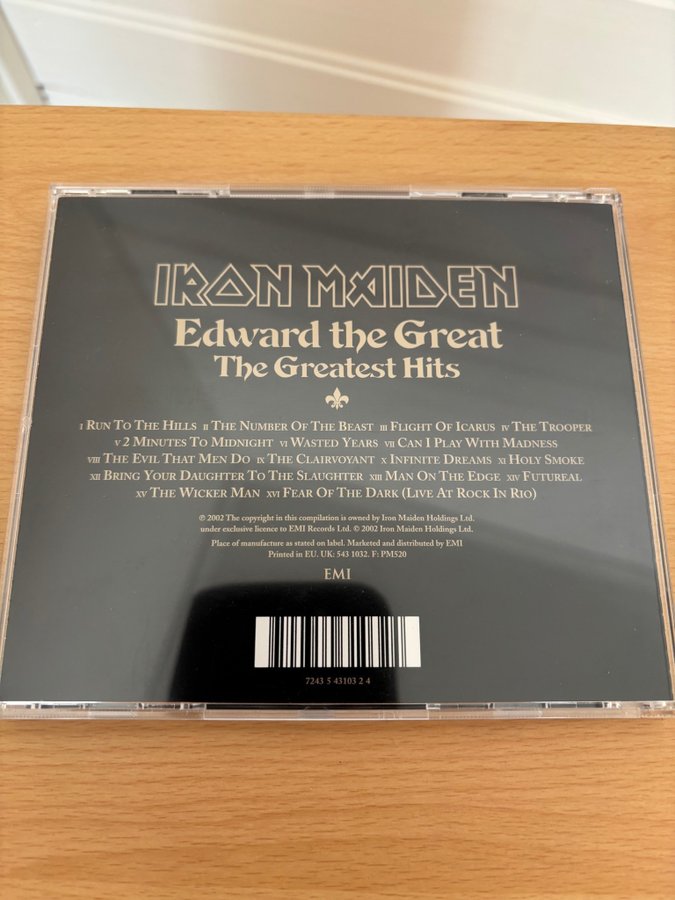 IRON MAIDEN
Edward the Great
The Greatest Hits
I RUN TO THE HILLS II THE NUMBER OF THE BEAST III FLIGHT OF ICARUS IV THE TROOPER
V 2 MINUTES TO MIDNIGHT VI WASTED YEARS VII CAN I PLAY WITH MADNESS
VIII THE EVIL THAT MEN DO IX THE CLAIRVOYANT X INFINITE DREAMS XI HOLY SMOKE
XII BRING YOUR DAUGHTER TO THE SLAUGHTER XIII MAN ON THE EDGE XIV FUTUREAL
XV THE WICKER MAN XVI FEAR OF THE DARK (LIVE AT ROCK IN RIO)
℗ 2002 The copyright in this compilation is owned by Iron Maiden Holdings Ltd.
under exclusive licence to EMI Records Ltd. © 2002 Iron Maiden Holdings Ltd.
Place of manufacture as stated on label. Marketed and distributed by EMI
Printed in EU. UK: 543 1032. F: PM520
EMI
7243 5 43103 2 4